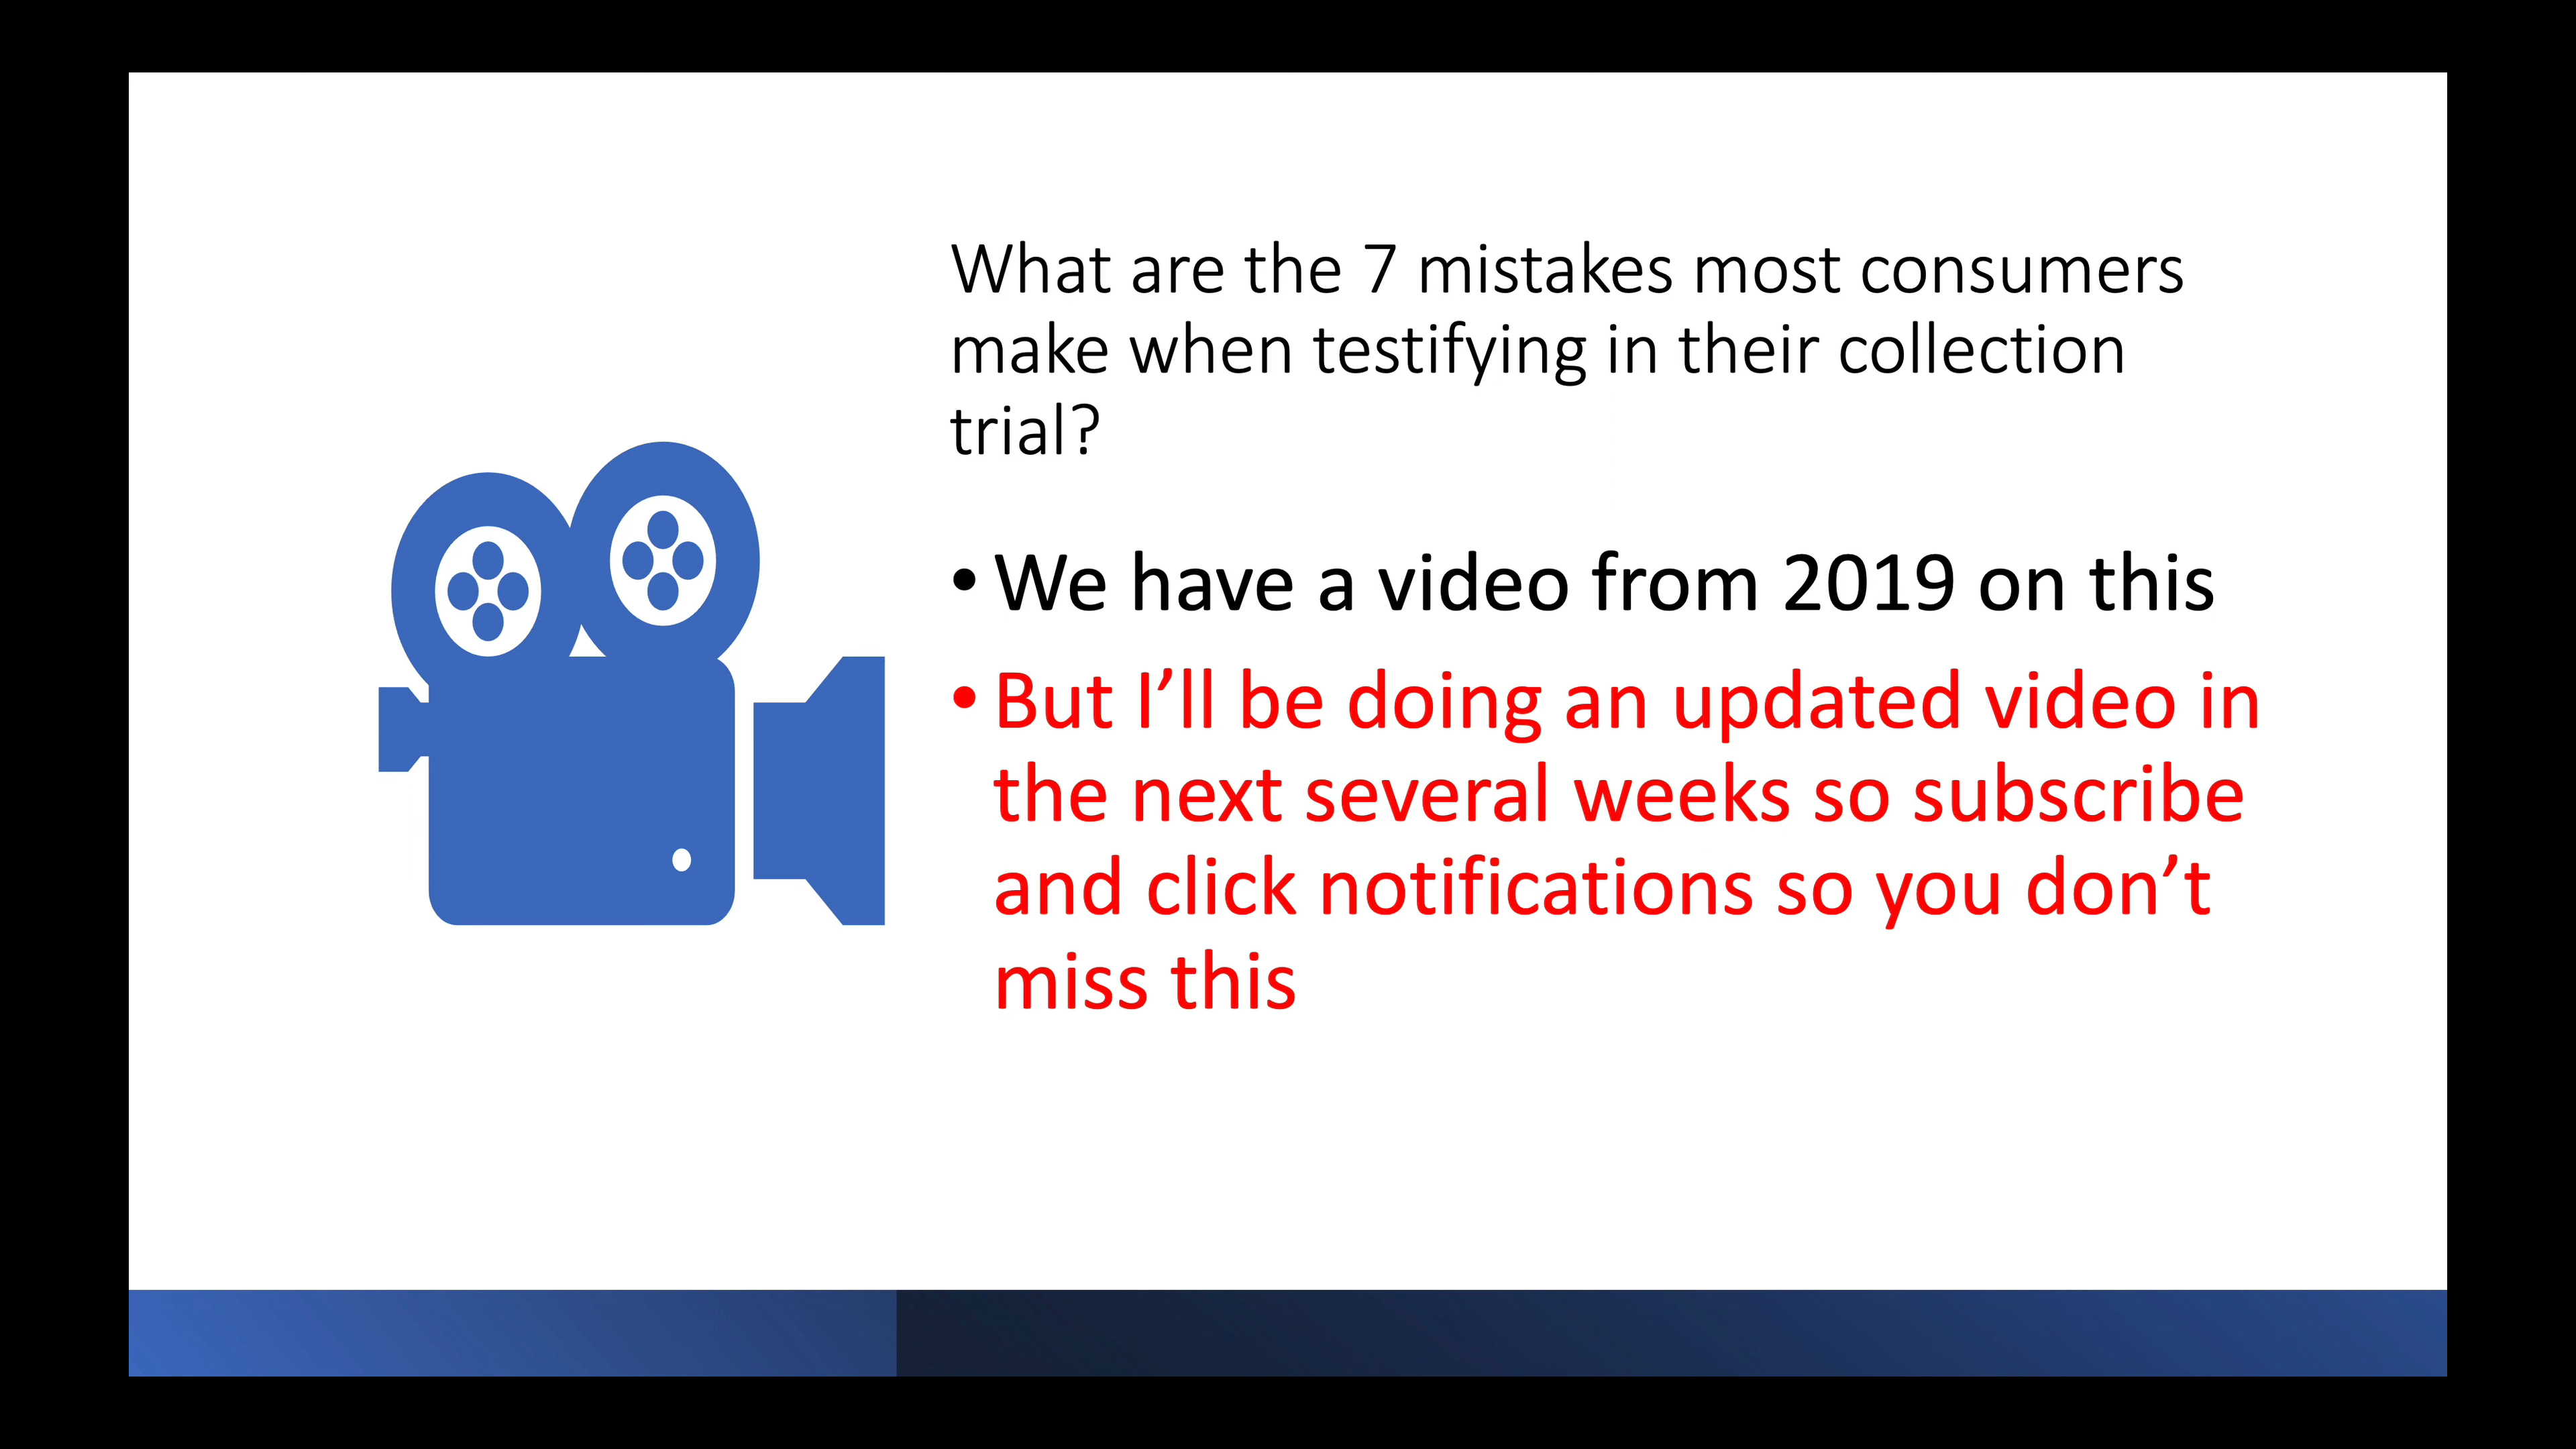 What are the 7 mistakes most consumers
make when testifying in their collection
trial?
• We have a video from 2019 on this
• But I’ll be doing an updated video in
the next several weeks so subscribe
and click notifications so you don’t
miss this